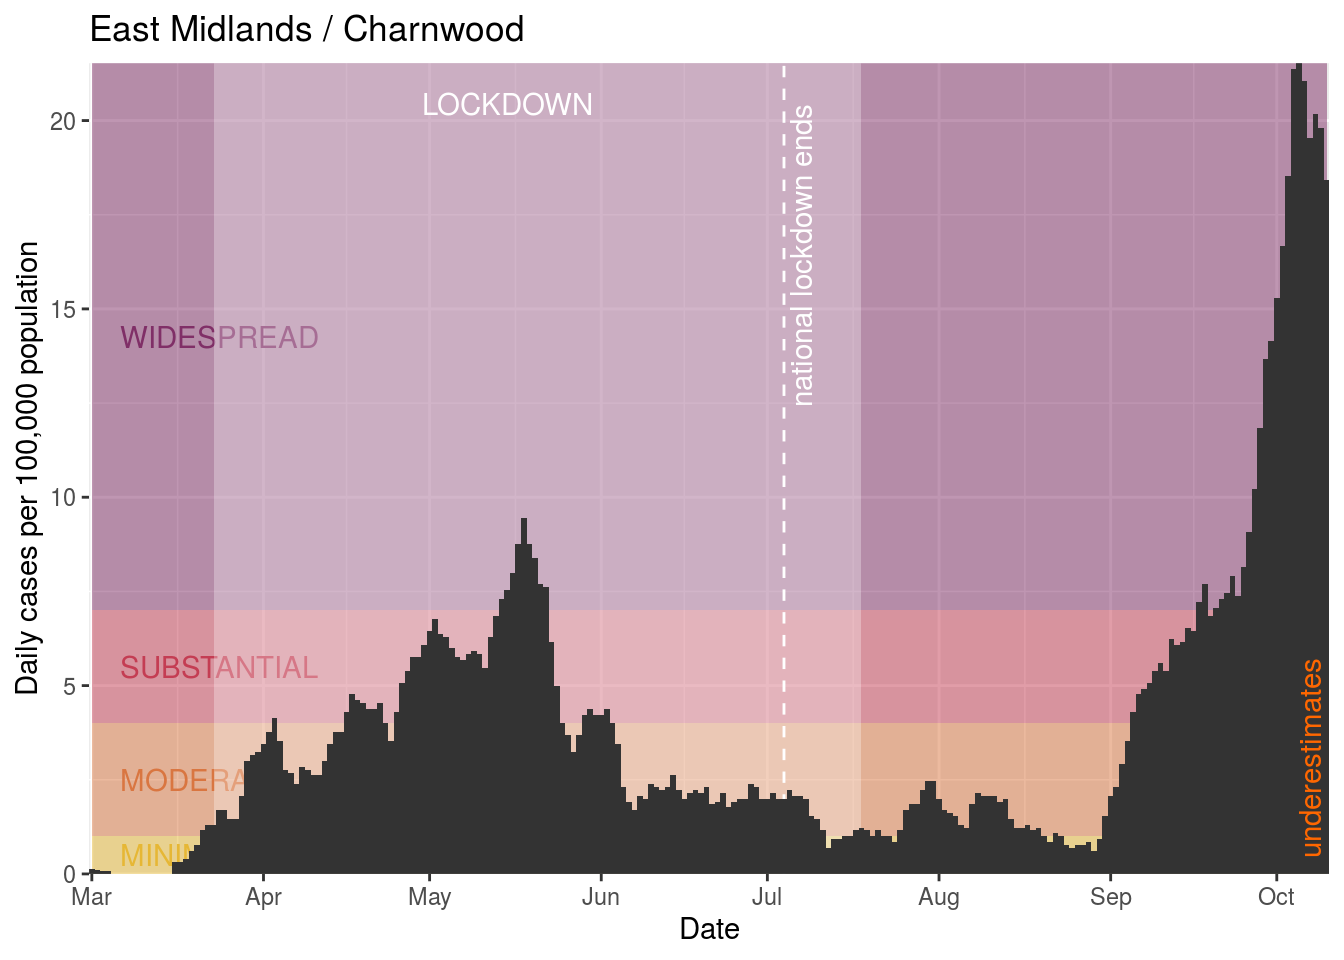 East Midlands / Charnwood
LOCKDOWN
national lockdown ends
WIDESPREAD
SUBSTANTIAL
MODERA
MINI
underestimates
Daily cases per 100,000 population
20
15
10
5
0
Mar Apr May Jun Jul Aug Sep Oct
Date